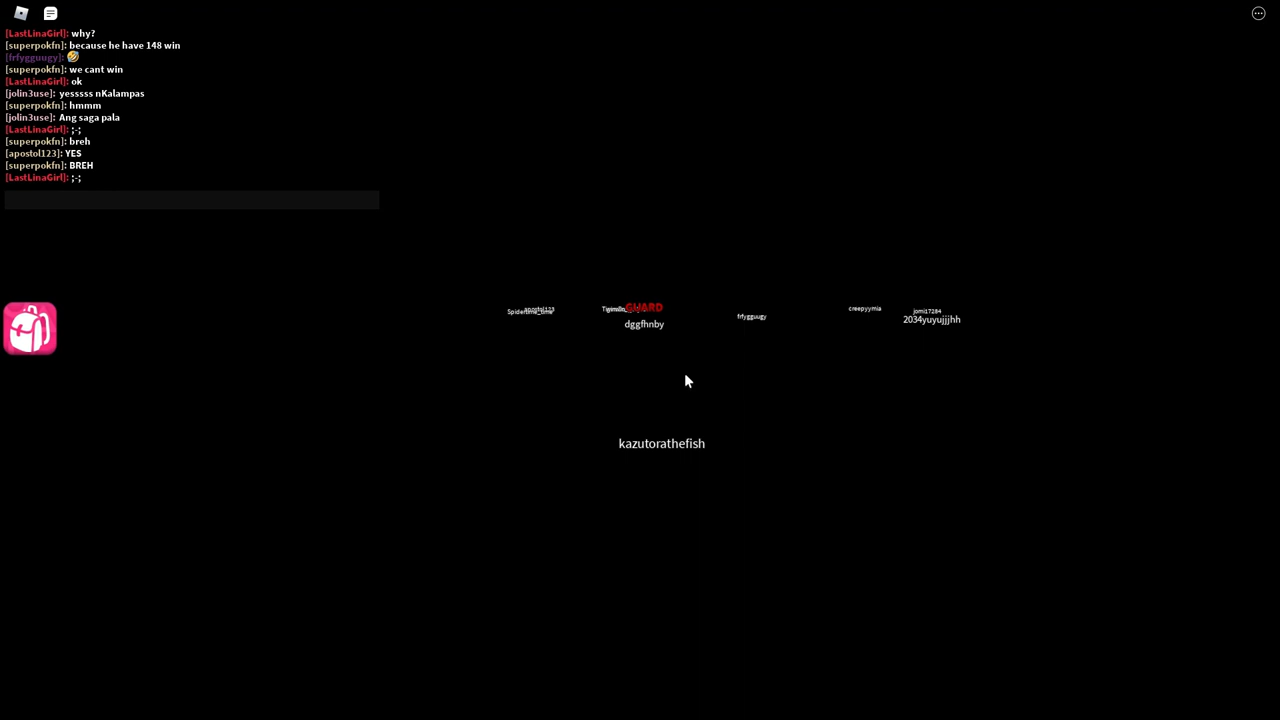 [LastLinaGirl]: why?
[superpokfn]: because he have 148 win
[frfygguugy]: 🤣
[superpokfn]: we cant win
[LastLinaGirl]: ok
[jolin3use]: yesssss nKalampas
[superpokfn]: hmmm
[jolin3use]: Ang saga pala
[LastLinaGirl]: ;-;
[superpokfn]: breh
[apostol123]: YES
[superpokfn]: BREH
[LastLinaGirl]: ;-;
apostol123
GUARD
creepyymia
jomi17284
frfygguugy
2034yuyujjjhh
dggfhnby
kazutorathefish